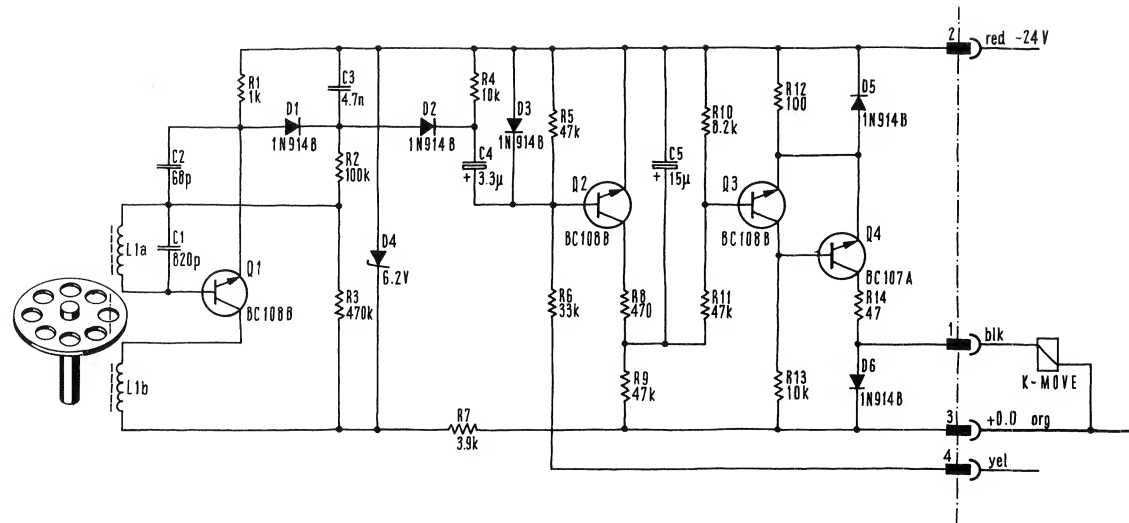 2 red -24V
R1
1k
C3
4.7n
R4
10k
D3
1N914B
R5
47k
R10
8.2k
R12
100
D5
1N914B
D1
1N914B
D2
1N914B
C2
68p
R2
100k
C4
+ 3.3µ
Q2
BC108B
C5
+ 15µ
Q3
BC108B
L1a
C1
820p
Q4
BC107A
Q1
BC108B
D4
6.2V
R3
470k
R6
33k
R8
470
R11
47k
R14
47
1 blk
K-MOVE
L1b
R9
47k
R13
10k
D6
1N914B
R7
3.9k
3 +0.0 org
4 yel